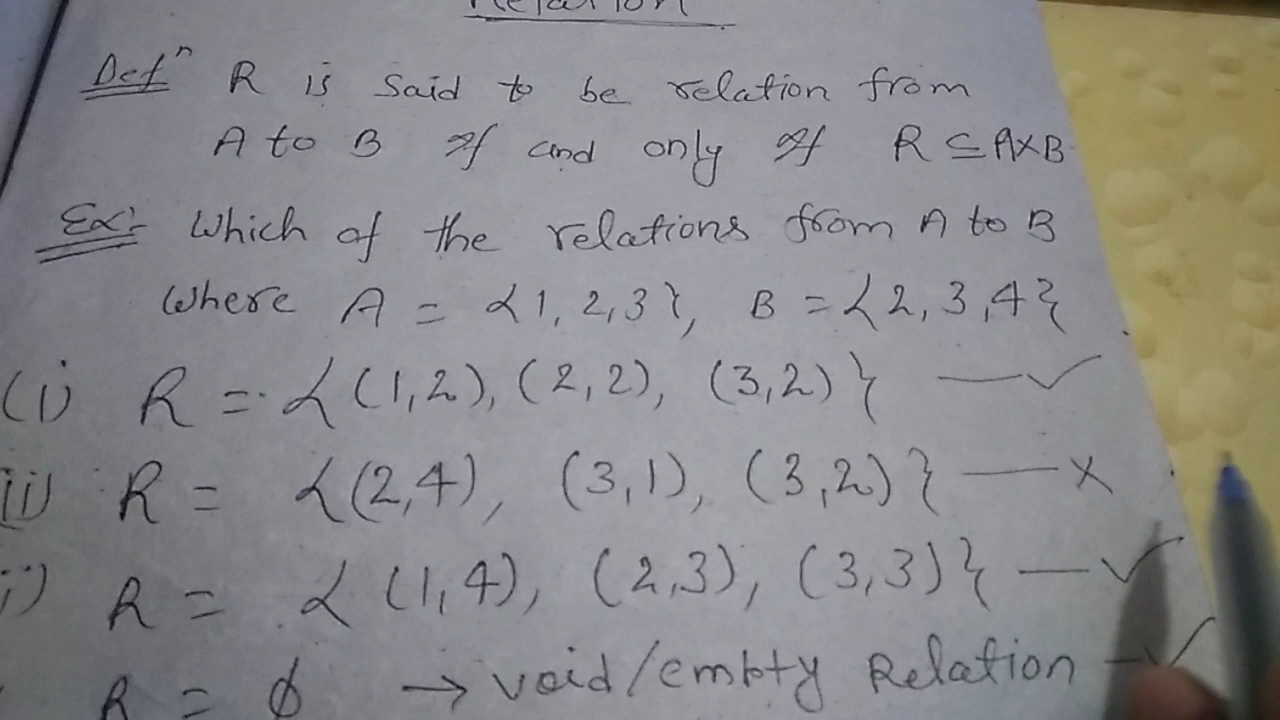 Relation
Defⁿ R is said to be relation from
A to B if and only if R ⊆ A×B
Ex:- Which of the relations from A to B
where A = {1, 2, 3}, B = {2, 3, 4}
(i) R = {(1,2), (2,2), (3,2)} — ✓
(ii) R = {(2,4), (3,1), (3,2)} — ×
R = {(1,4), (2,3), (3,3)} — ✓
R = ϕ → void/empty Relation — ✓